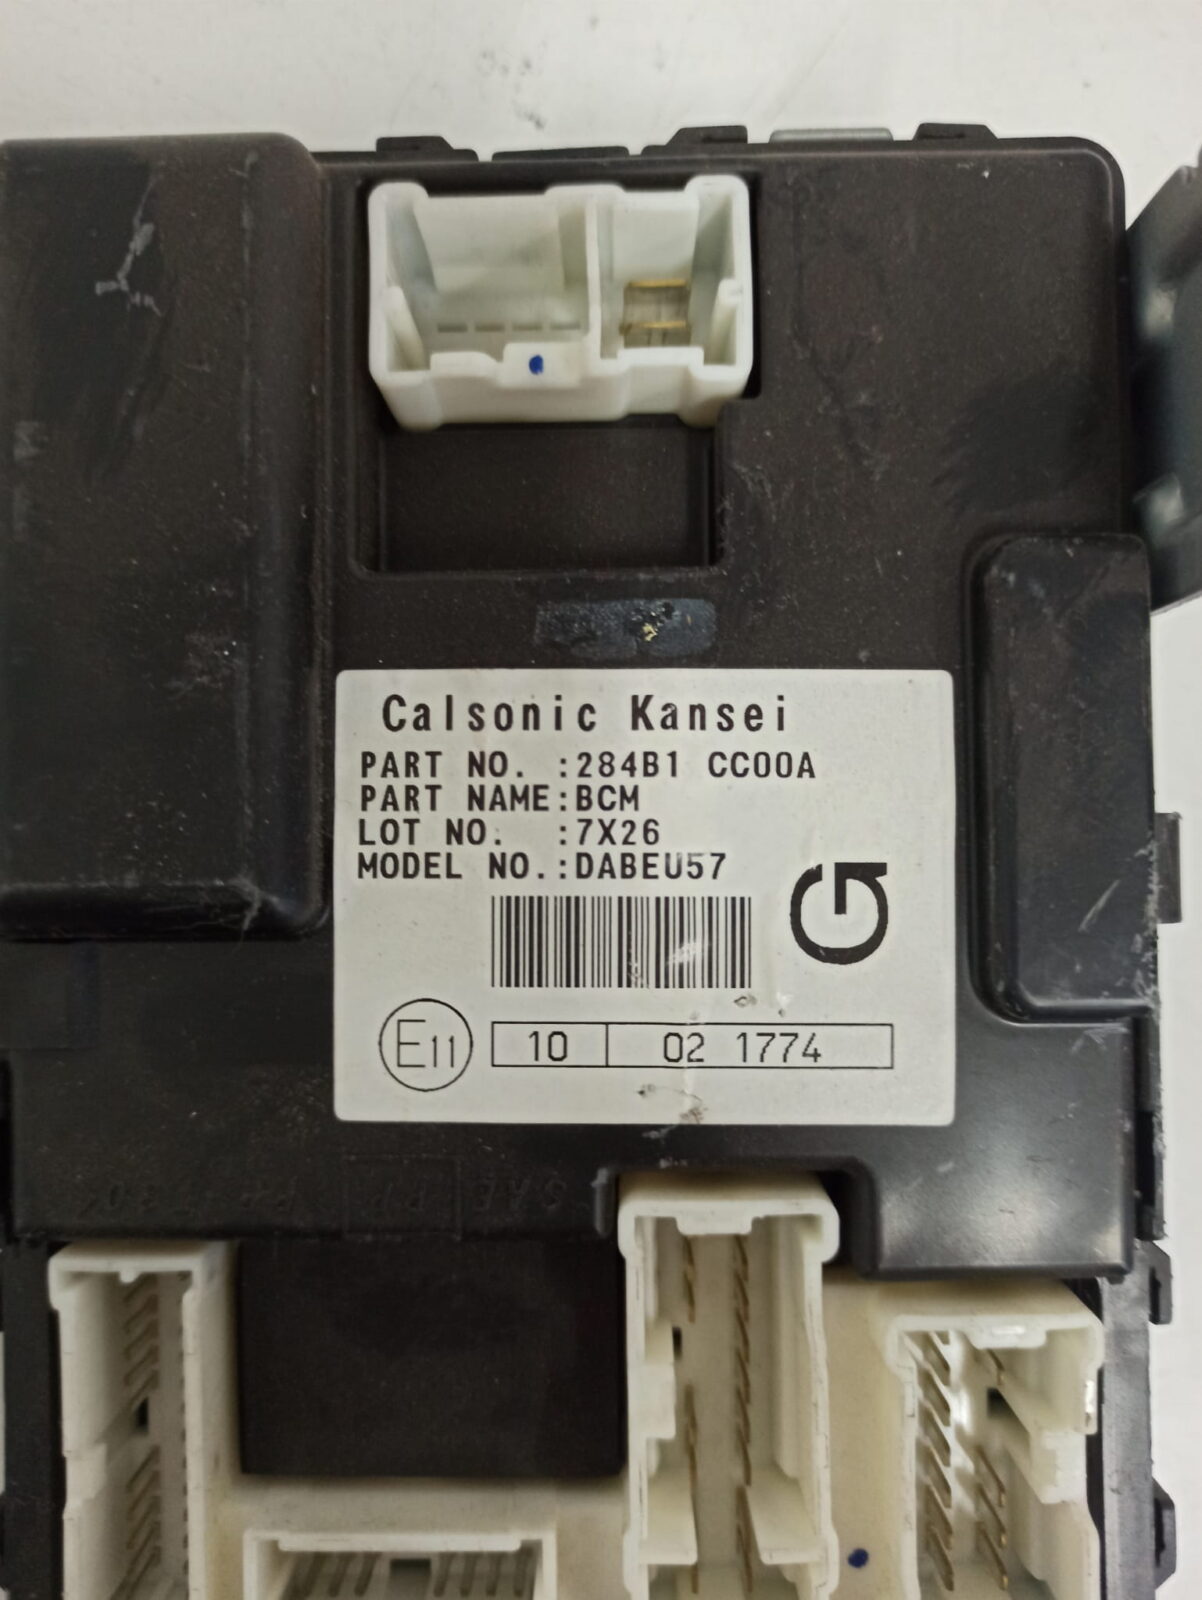 Calsonic Kansei
PART NO. :284B1 CC00A
PART NAME:BCM
LOT NO. :7X26
MODEL NO.:DABEU57
G
E11 10 02 1774